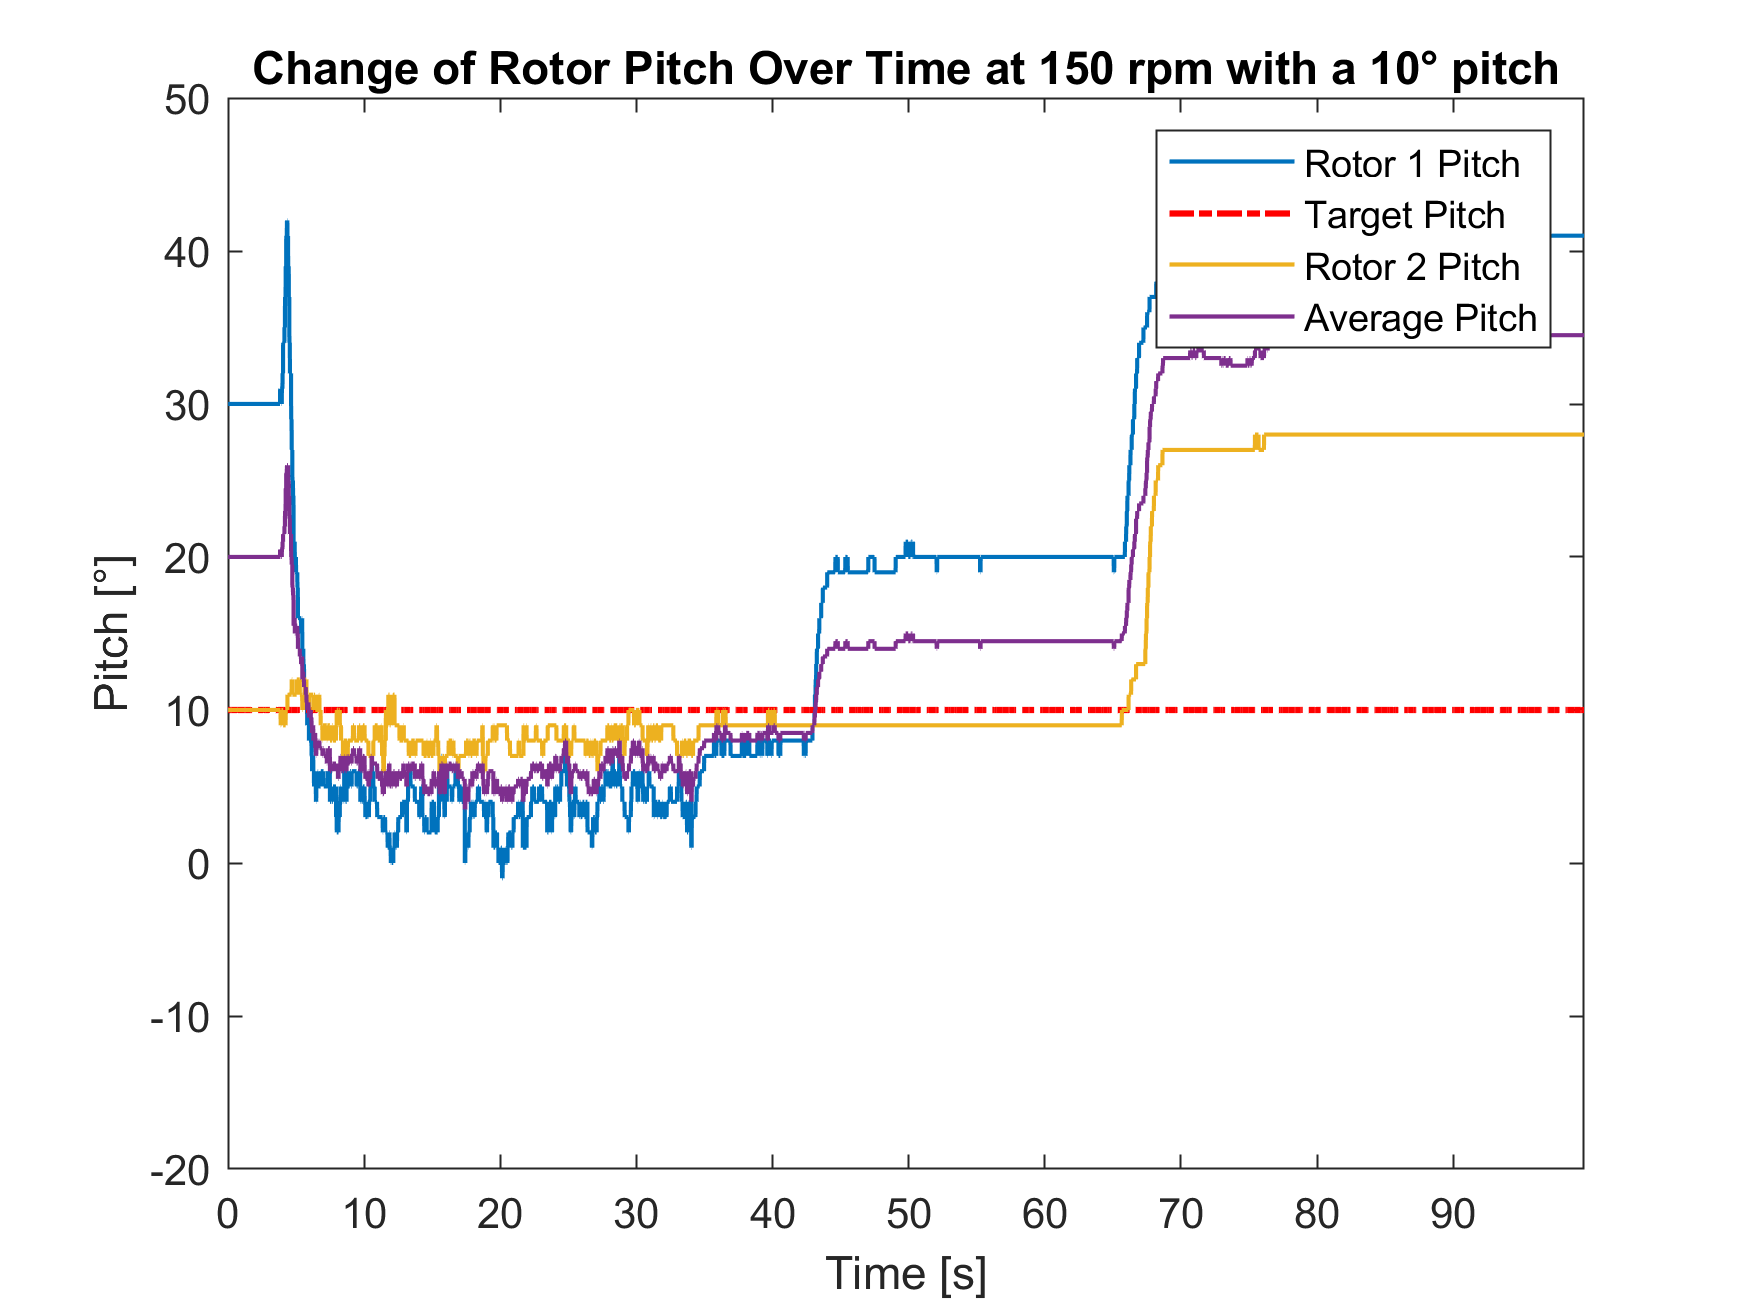 Change of Rotor Pitch Over Time at 150 rpm with a 10° pitch
50
40
30
20
10
0
-10
-20
Pitch [°]
Rotor 1 Pitch
Target Pitch
Rotor 2 Pitch
Average Pitch
0 10 20 30 40 50 60 70 80 90
Time [s]